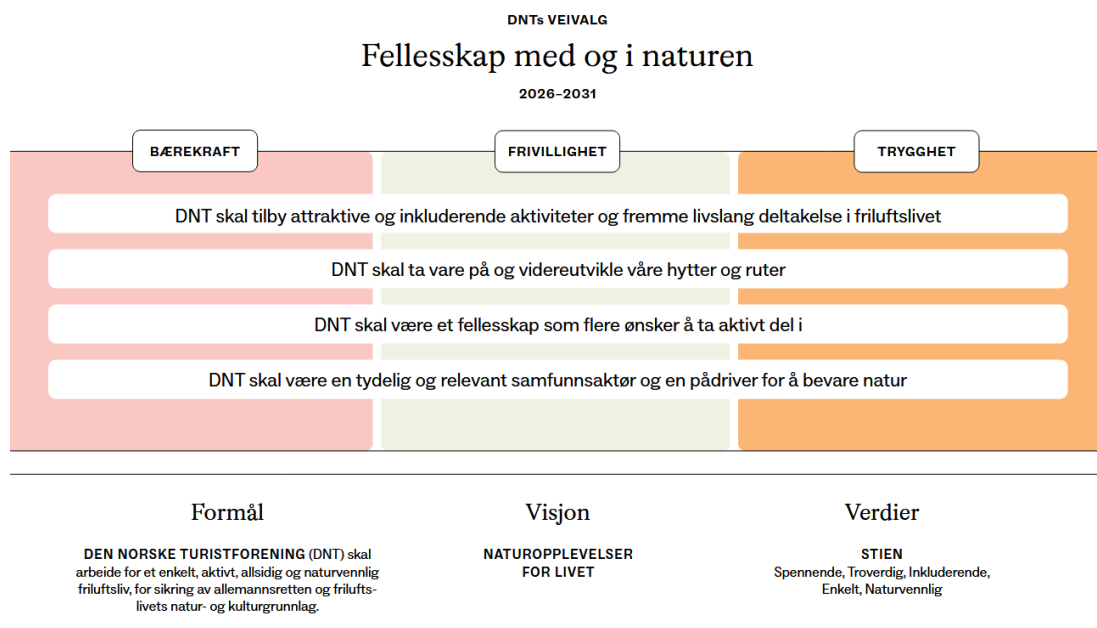 DNTs VEIVALG
Fellesskap med og i naturen
2026–2031
BÆREKRAFT
FRIVILLIGHET
TRYGGHET
DNT skal tilby attraktive og inkluderende aktiviteter og fremme livslang deltakelse i friluftslivet
DNT skal ta vare på og videreutvikle våre hytter og ruter
DNT skal være et fellesskap som flere ønsker å ta aktivt del i
DNT skal være en tydelig og relevant samfunnsaktør og en pådriver for å bevare natur
Formål
DEN NORSKE TURISTFORENING (DNT) skal
arbeide for et enkelt, aktivt, allsidig og naturvennlig
friluftsliv, for sikring av allemannsretten og frilufts-
livets natur- og kulturgrunnlag.
Visjon
NATUROPPLEVELSER
FOR LIVET
Verdier
STIEN
Spennende, Troverdig, Inkluderende,
Enkelt, Naturvennlig